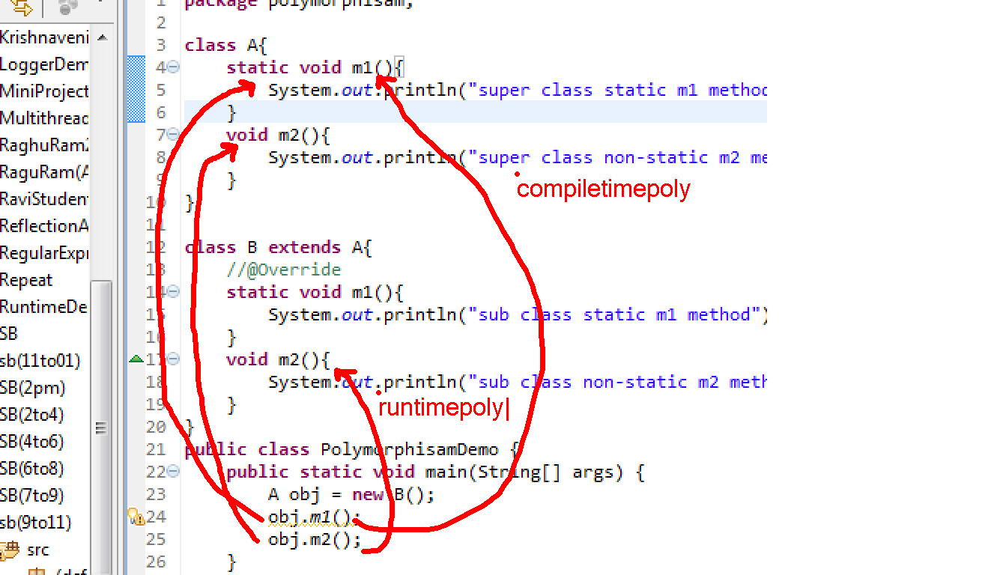 Krishnaveni
LoggerDem
MiniProject
Multithread
RaghuRam2
RaguRam(A
RaviStudent
ReflectionA
RegularExpr
Repeat
RuntimeDe
SB
sb(11to01)
SB(2pm)
SB(2to4)
SB(4to6)
SB(6to8)
SB(7to9)
sb(9to11)
src
(def
1 package polymorphisam;
2
3 class A{
4 static void m1(){
5 System.out.println("super class static m1 method
6 }
7 void m2(){
8 System.out.println("super class non-static m2 me
9 }
compiletimepoly
10 }
11
12 class B extends A{
13 //@Override
14 static void m1(){
15 System.out.println("sub class static m1 method")
16 }
17 void m2(){
18 System.out.println("sub class non-static m2 meth
19 }
runtimepoly
20 }
21 public class PolymorphisamDemo {
22 public static void main(String[] args) {
23 A obj = new B();
24 obj.m1();
25 obj.m2();
26 }